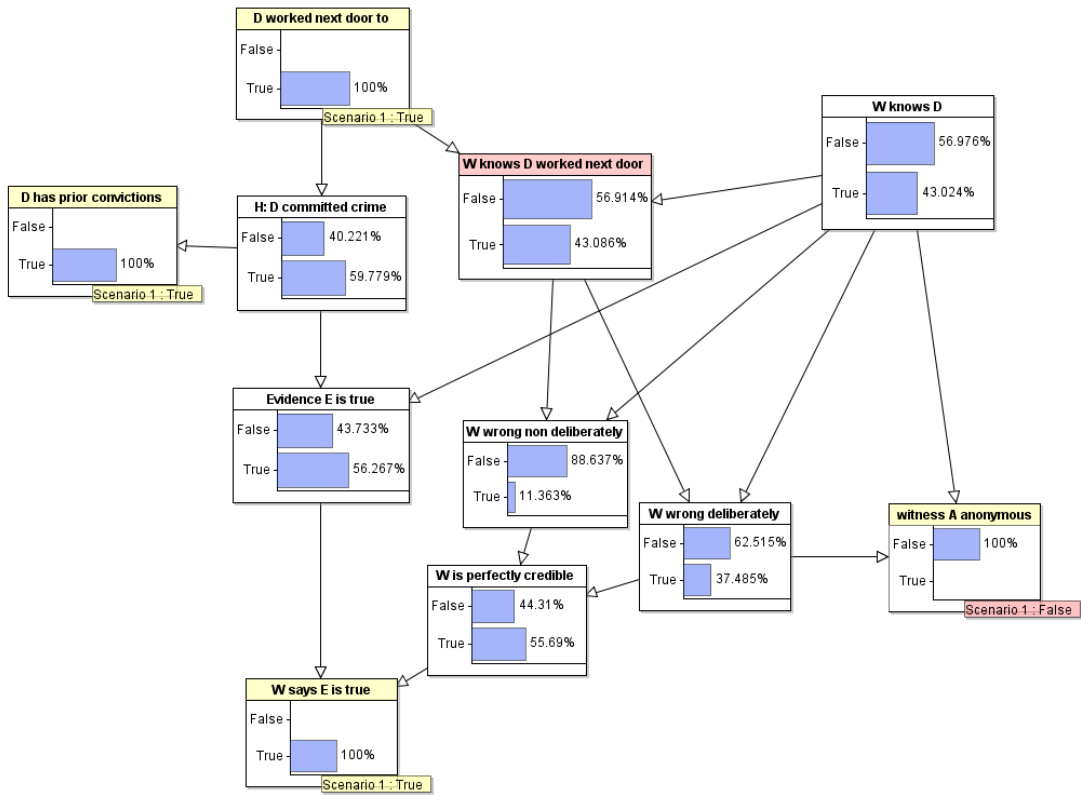 D worked next door to
False
True
100%
Scenario 1 : True
W knows D
False
56.976%
True
43.024%
W knows D worked next door
False
56.914%
True
43.086%
D has prior convictions
False
True
100%
Scenario 1 : True
H: D committed crime
False
40.221%
True
59.779%
Evidence E is true
False
43.733%
True
56.267%
W wrong non deliberately
False
88.637%
True
11.363%
W wrong deliberately
False
62.515%
True
37.485%
witness A anonymous
False
100%
True
Scenario 1 : False
W is perfectly credible
False
44.31%
True
55.69%
W says E is true
False
True
100%
Scenario 1 : True